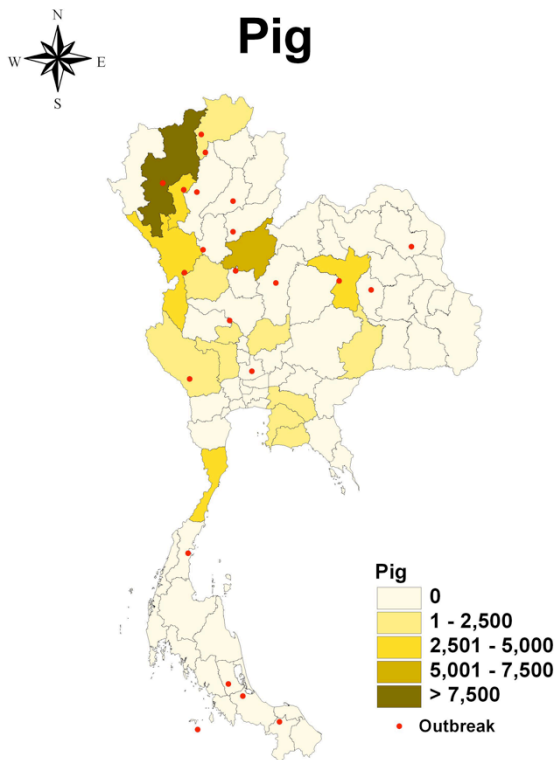 Pig
N
W E
S
Pig
0
1 - 2,500
2,501 - 5,000
5,001 - 7,500
> 7,500
Outbreak